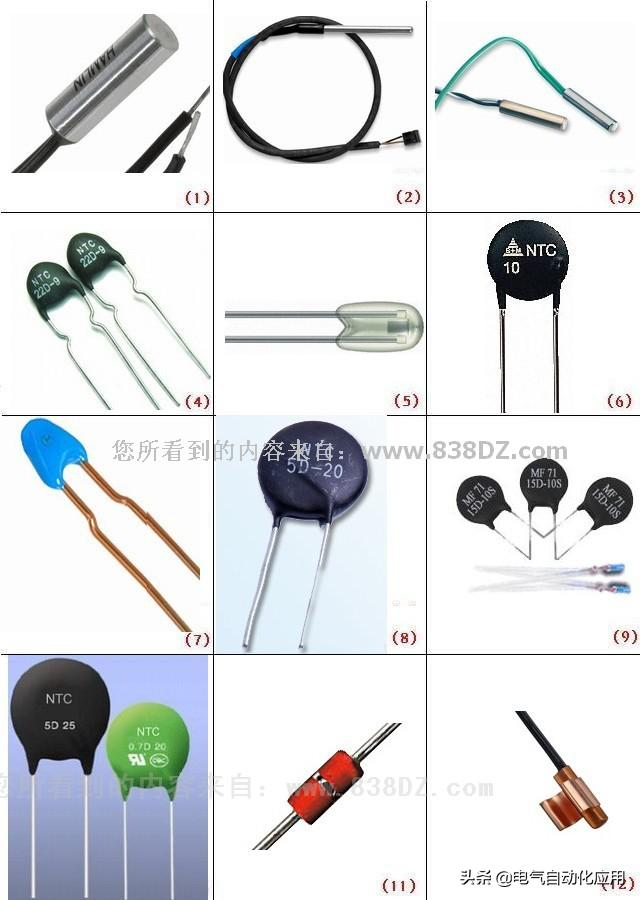 HAMLIN
(1)
(2)
(3)
NTC
22D-9
NTC
22D-9
(4)
(5)
S+M NTC
10
(6)
您所看到的内容来自：www.838DZ.com
(7)
5D-20
(8)
MF 71
15D-10S
MF 71
15D-10S
MF 71
15D-10S
(9)
NTC
5D 25
NTC
0.7D 20
您所看到的内容来自：www.838DZ.com
(11)
(12)
头条 @电气自动化应用